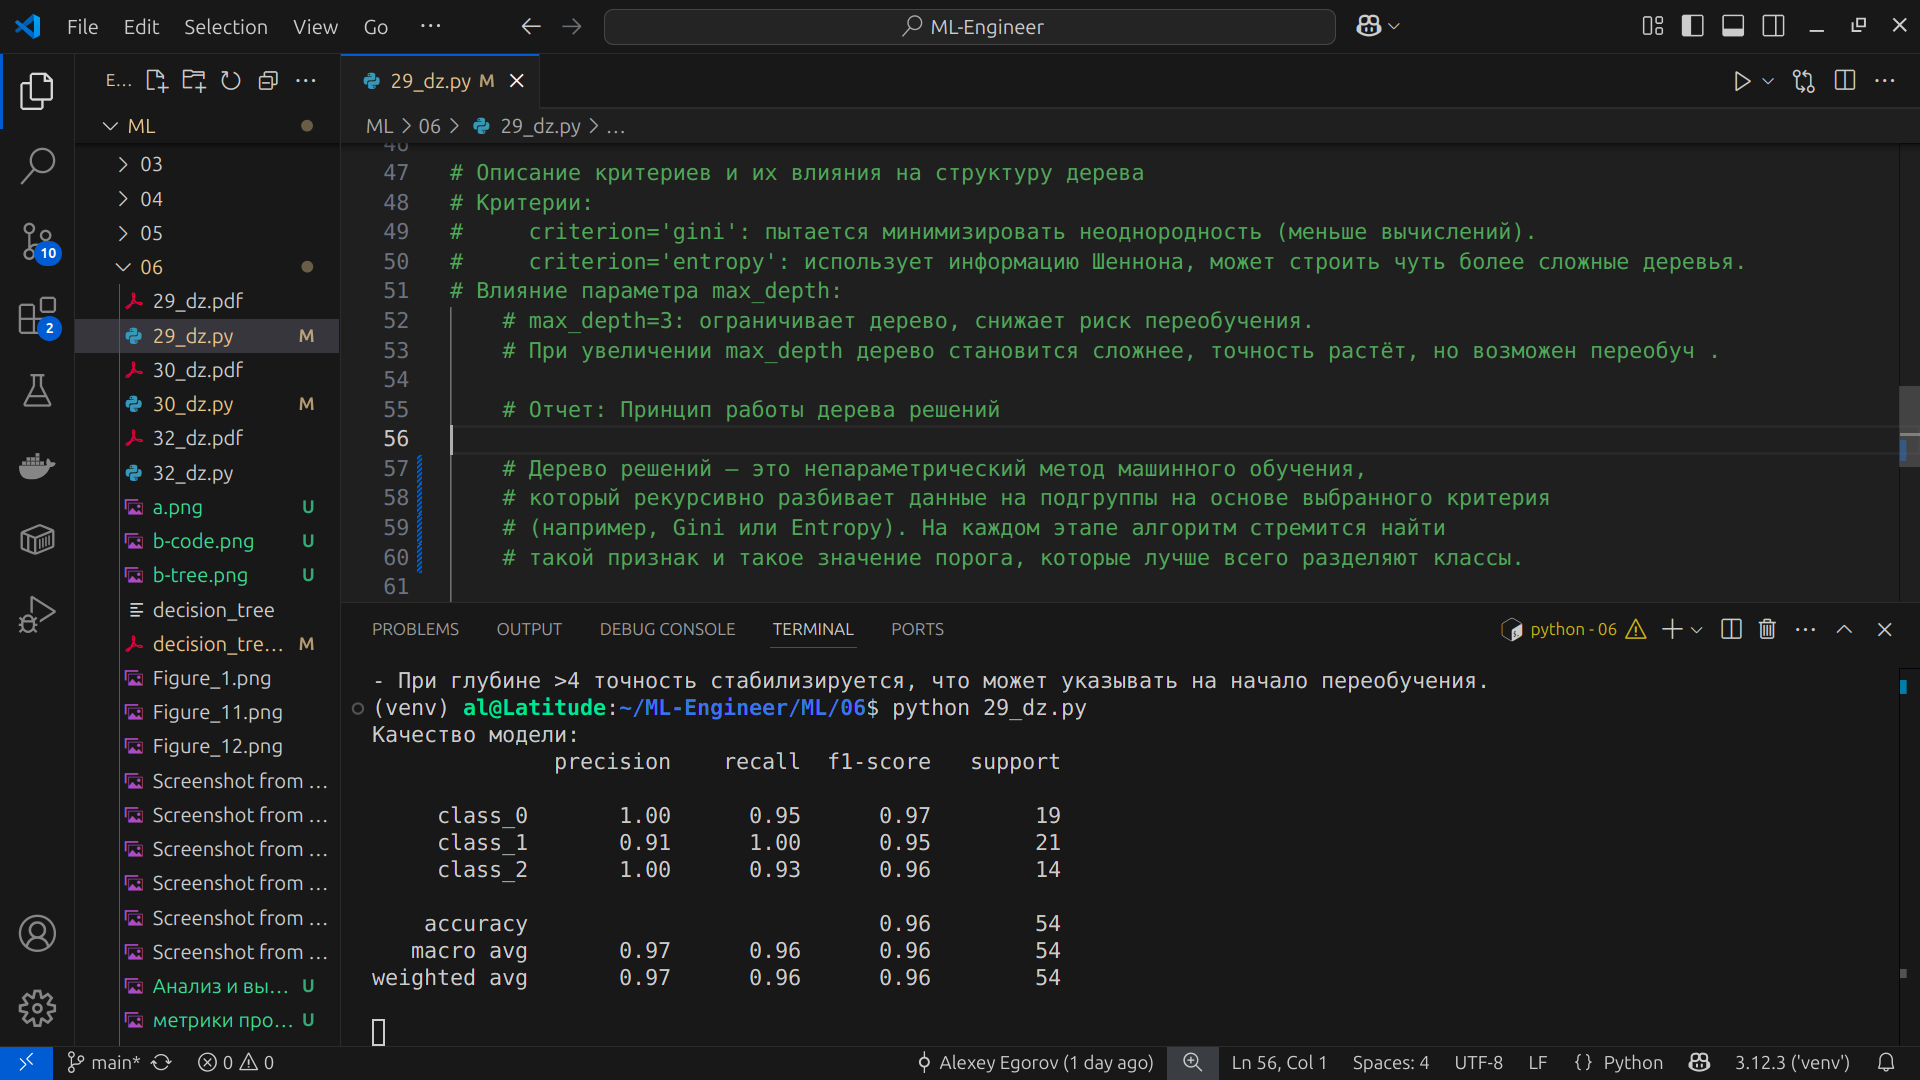 File Edit Selection View Go ··· ML-Engineer
E... 29_dz.py M
ML
ML > 06 > 29_dz.py > ...
03
04
05
06
29_dz.pdf
29_dz.py M
30_dz.pdf
30_dz.py M
32_dz.pdf
32_dz.py
a.png U
b-code.png U
b-tree.png U
decision_tree
decision_tre... M
Figure_1.png
Figure_11.png
Figure_12.png
Screenshot from ...
Screenshot from ...
Screenshot from ...
Screenshot from ...
Screenshot from ...
Screenshot from ...
Анализ и вы... U
метрики про... U
10
2
46
47 # Описание критериев и их влияния на структуру дерева
48 # Критерии:
49 #     criterion='gini': пытается минимизировать неоднородность (меньше вычислений).
50 #     criterion='entropy': использует информацию Шеннона, может строить чуть более сложные деревья.
51 # Влияние параметра max_depth:
52     # max_depth=3: ограничивает дерево, снижает риск переобучения.
53     # При увеличении max_depth дерево становится сложнее, точность растёт, но возможен переобуч .
54
55     # Отчет: Принцип работы дерева решений
56
57     # Дерево решений — это непараметрический метод машинного обучения,
58     # который рекурсивно разбивает данные на подгруппы на основе выбранного критерия
59     # (например, Gini или Entropy). На каждом этапе алгоритм стремится найти
60     # такой признак и такое значение порога, которые лучше всего разделяют классы.
61
PROBLEMS OUTPUT DEBUG CONSOLE TERMINAL PORTS python - 06
- При глубине >4 точность стабилизируется, что может указывать на начало переобучения.
(venv) al@Latitude:~/ML-Engineer/ML/06$ python 29_dz.py
Качество модели:
              precision    recall  f1-score   support
     class_0       1.00      0.95      0.97        19
     class_1       0.91      1.00      0.95        21
     class_2       1.00      0.93      0.96        14
    accuracy                           0.96        54
   macro avg       0.97      0.96      0.96        54
weighted avg       0.97      0.96      0.96        54
main* 0 0 Alexey Egorov (1 day ago) Ln 56, Col 1 Spaces: 4 UTF-8 LF {} Python 3.12.3 ('venv')